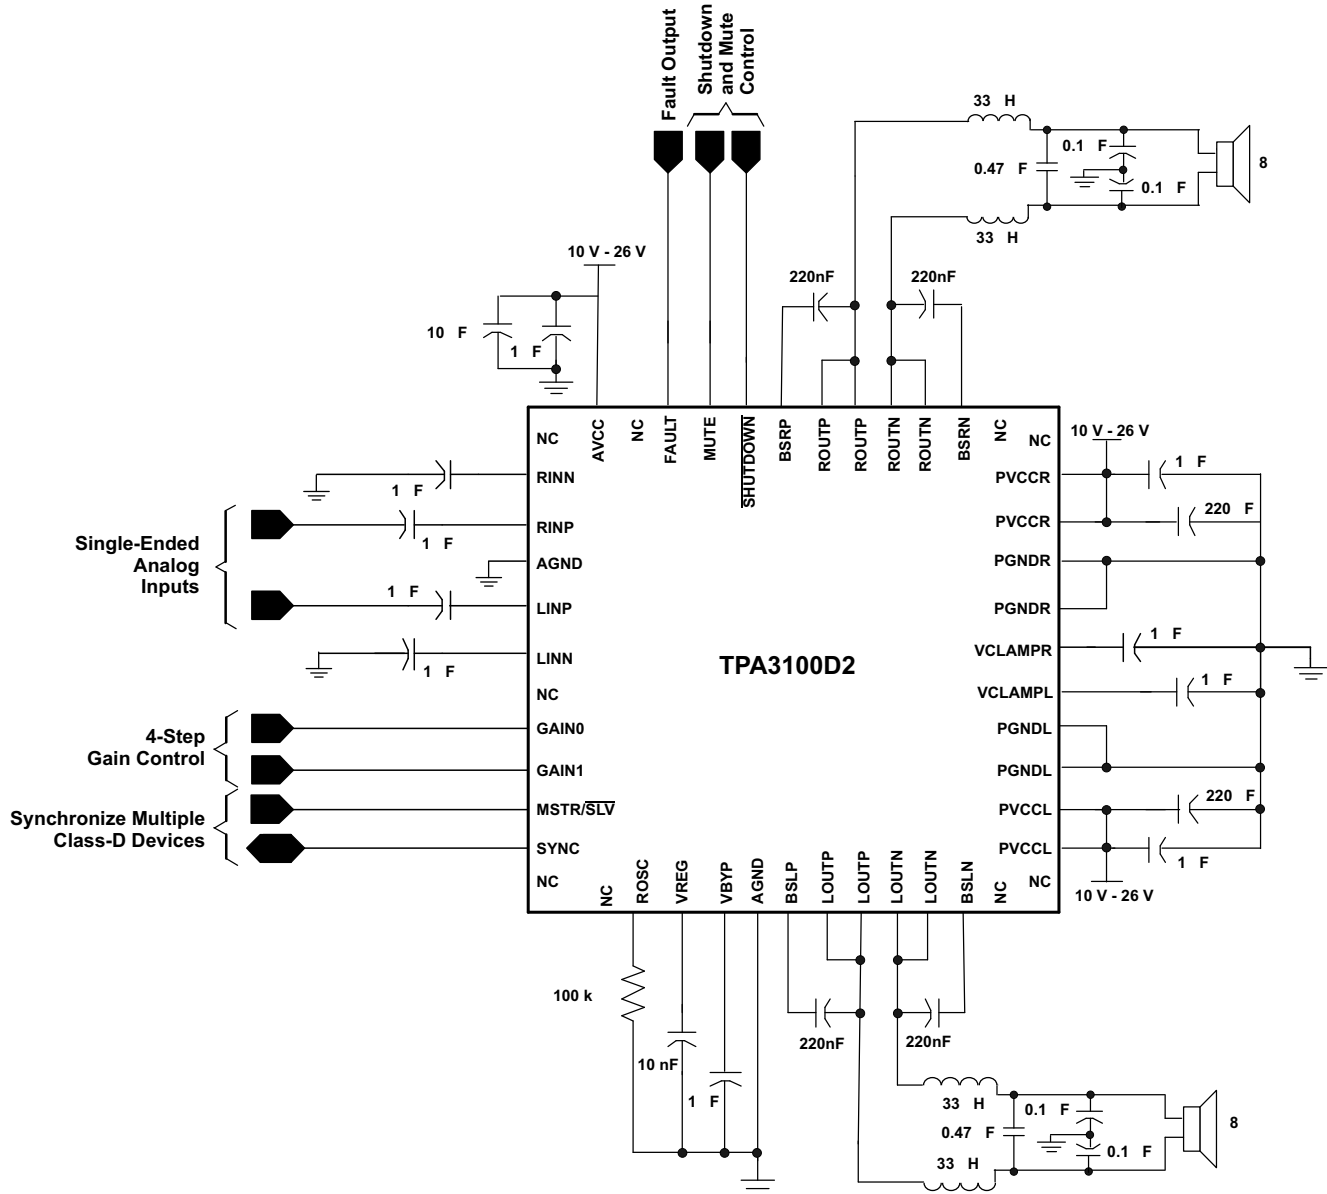 Fault Output
Shutdown
and Mute
Control
33 H
0.1 F
0.47 F
0.1 F
8
33 H
10 V - 26 V
220nF
220nF
10 F
1 F
NC
AVCC
NC
FAULT
MUTE
SHUTDOWN
BSRP
ROUTP
ROUTP
ROUTN
ROUTN
BSRN
NC
NC
10 V - 26 V
1 F
RINN
PVCCR
1 F
220 F
Single-Ended
Analog
Inputs
RINP
PVCCR
1 F
AGND
PGNDR
1 F
LINP
PGNDR
1 F
LINN
VCLAMPR
1 F
TPA3100D2
NC
VCLAMPL
1 F
4-Step
Gain Control
GAIN0
PGNDL
GAIN1
PGNDL
220 F
Synchronize Multiple
Class-D Devices
MSTR/SLV
PVCCL
SYNC
PVCCL
1 F
NC
NC
ROSC
VREG
VBYP
AGND
BSLP
LOUTP
LOUTP
LOUTN
LOUTN
BSLN
NC
NC
10 V - 26 V
100 k
220nF
220nF
10 nF
1 F
33 H
0.1 F
0.47 F
8
0.1 F
33 H